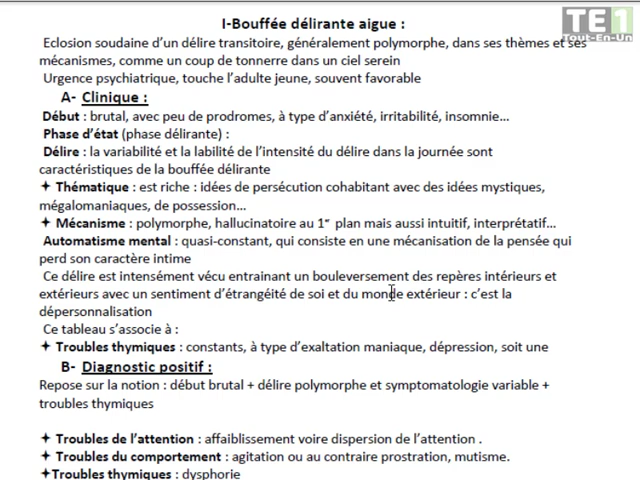 TE1
Tout-En-Un
I-Bouffée délirante aigue :
Eclosion soudaine d'un délire transitoire, généralement polymorphe, dans ses thèmes et ses
mécanismes, comme un coup de tonnerre dans un ciel serein
Urgence psychiatrique, touche l'adulte jeune, souvent favorable
A- Clinique :
Début : brutal, avec peu de prodromes, à type d'anxiété, irritabilité, insomnie…
Phase d'état (phase délirante) :
Délire : la variabilité et la labilité de l'intensité du délire dans la journée sont
caractéristiques de la bouffée délirante
✦ Thématique : est riche : idées de persécution cohabitant avec des idées mystiques,
mégalomaniaques, de possession…
✦ Mécanisme : polymorphe, hallucinatoire au 1er plan mais aussi intuitif, interprétatif…
Automatisme mental : quasi-constant, qui consiste en une mécanisation de la pensée qui
perd son caractère intime
Ce délire est intensément vécu entrainant un bouleversement des repères intérieurs et
extérieurs avec un sentiment d'étrangéité de soi et du monde extérieur : c'est la
dépersonnalisation
Ce tableau s'associe à :
✦ Troubles thymiques : constants, à type d'exaltation maniaque, dépression, soit une
B- Diagnostic positif :
Repose sur la notion : début brutal + délire polymorphe et symptomatologie variable +
troubles thymiques
✦ Troubles de l'attention : affaiblissement voire dispersion de l'attention .
✦ Troubles du comportement : agitation ou au contraire prostration, mutisme.
✦Troubles thymiques : dysphorie